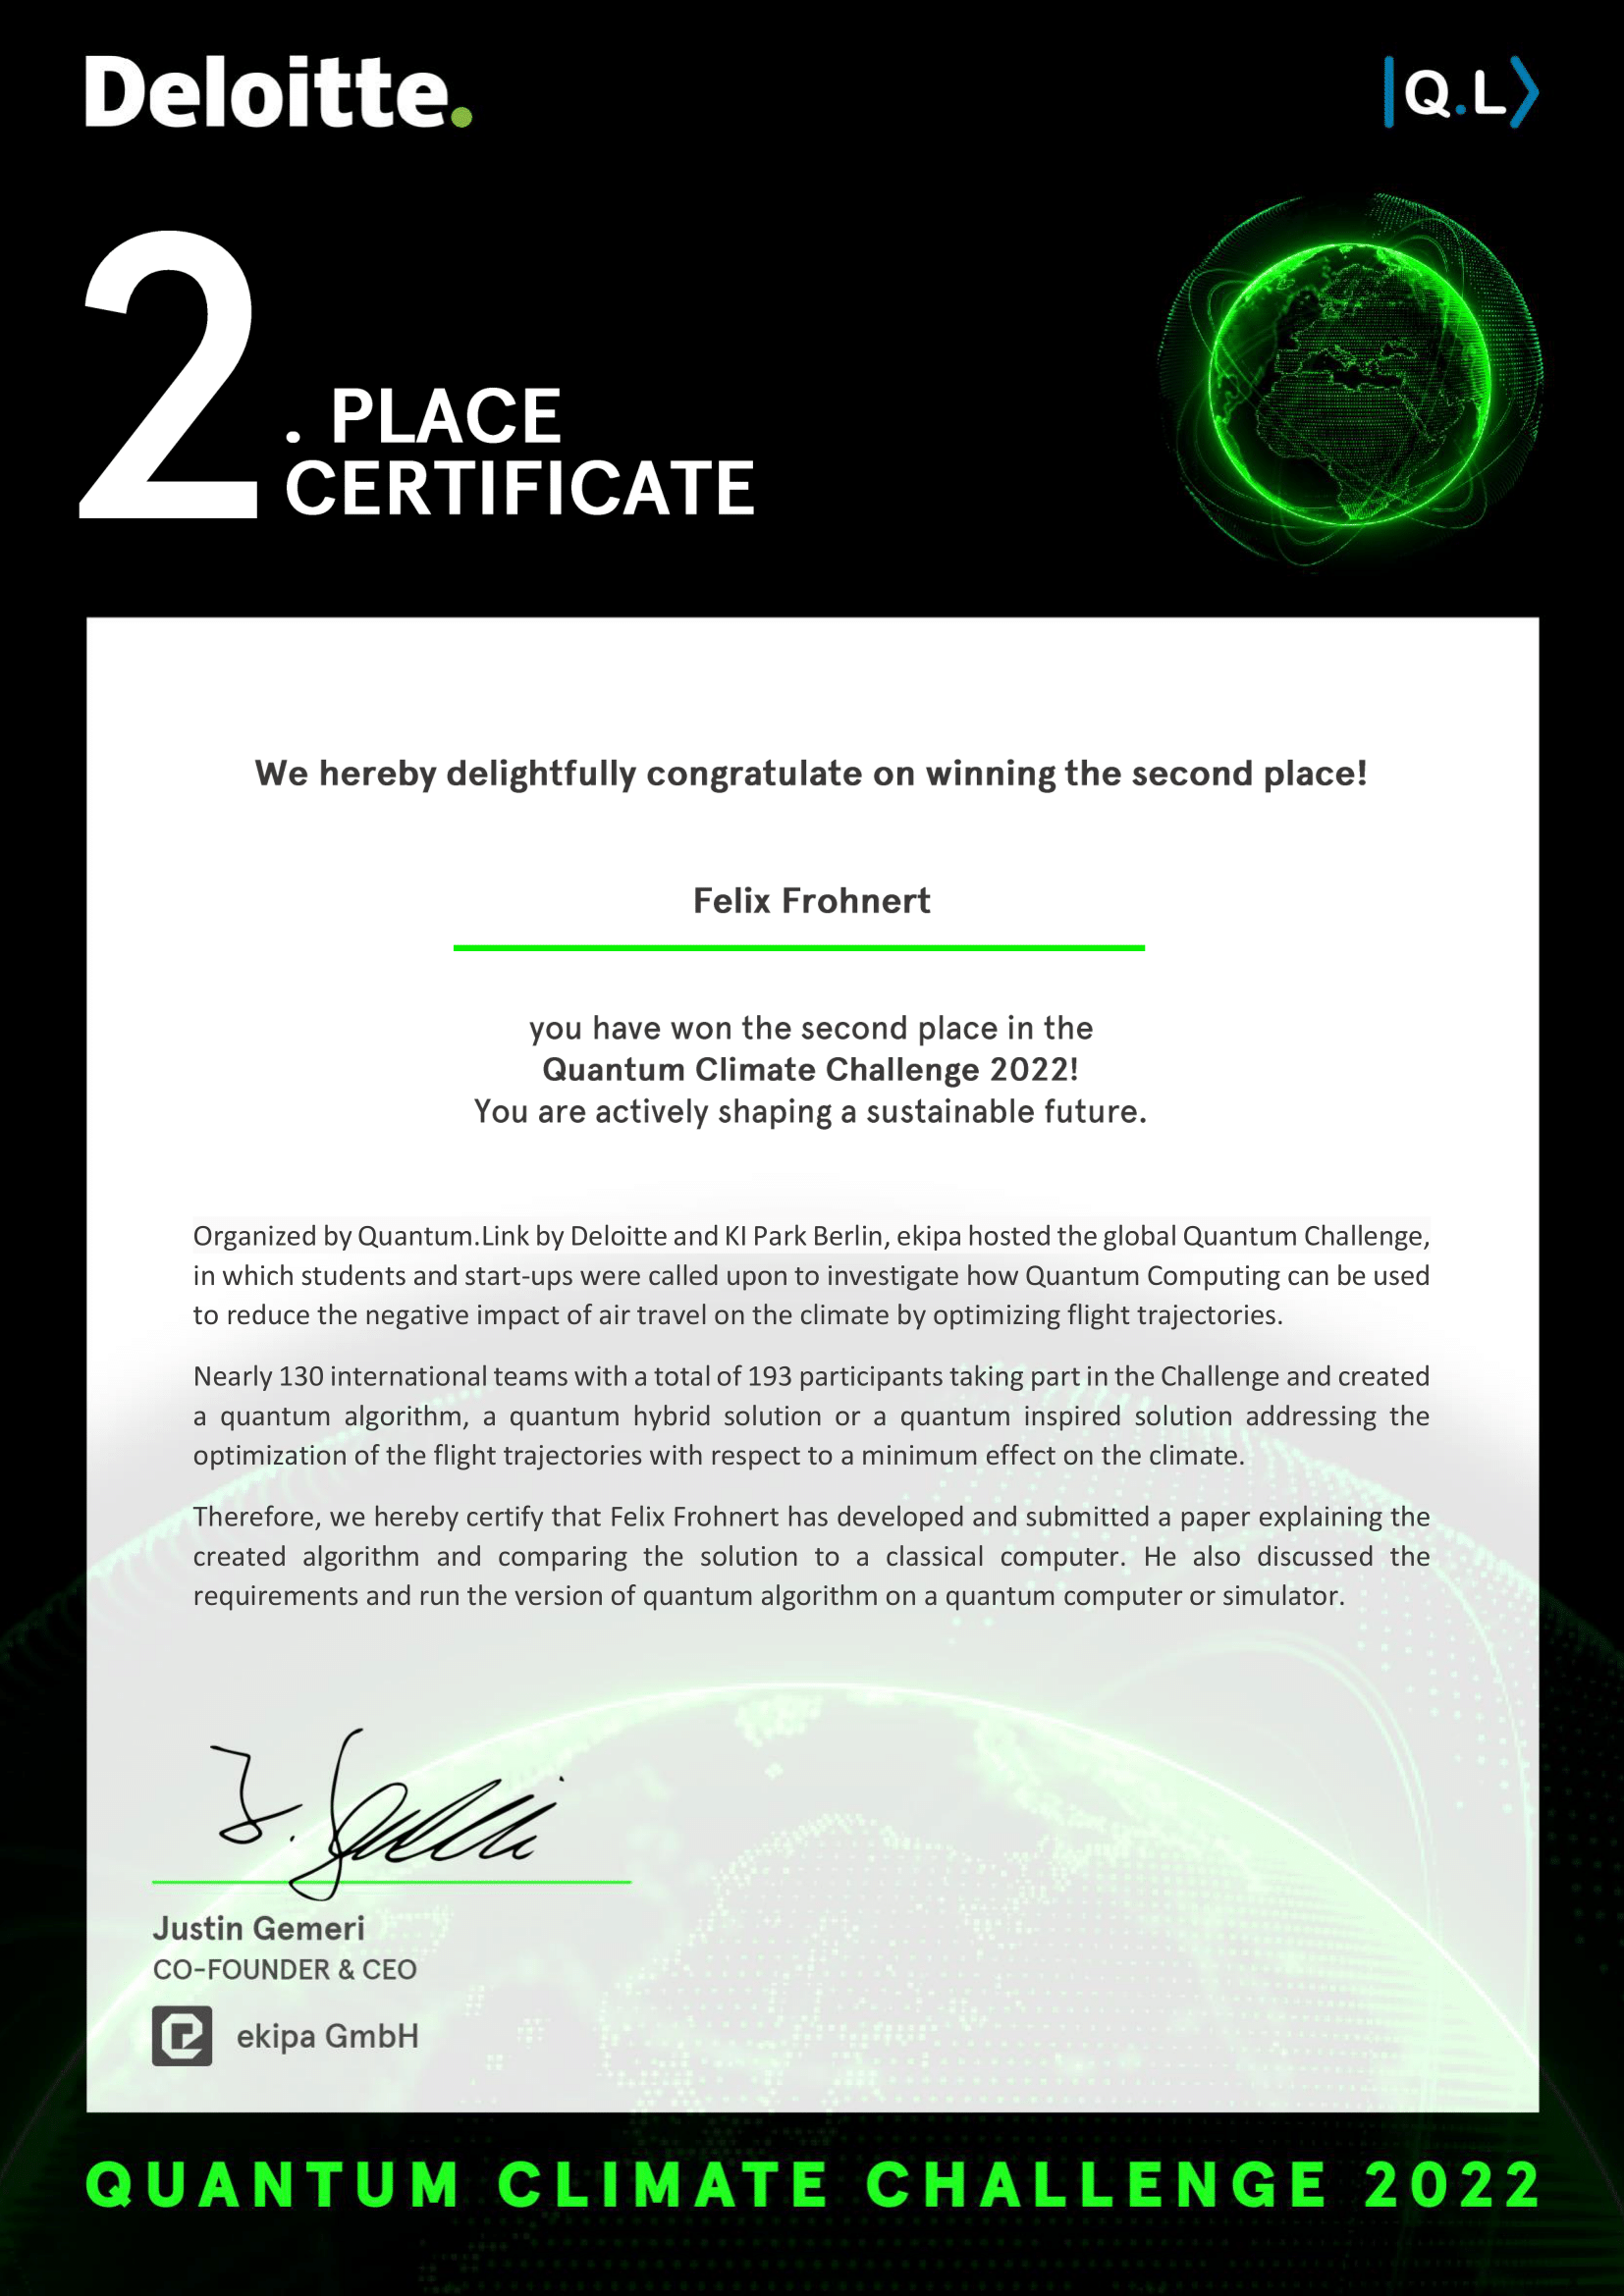 Deloitte.
|Q.L⟩
2. PLACE
CERTIFICATE
We hereby delightfully congratulate on winning the second place!
Felix Frohnert
you have won the second place in the
Quantum Climate Challenge 2022!
You are actively shaping a sustainable future.
Organized by Quantum.Link by Deloitte and KI Park Berlin, ekipa hosted the global Quantum Challenge,
in which students and start-ups were called upon to investigate how Quantum Computing can be used
to reduce the negative impact of air travel on the climate by optimizing flight trajectories.
Nearly 130 international teams with a total of 193 participants taking part in the Challenge and created
a quantum algorithm, a quantum hybrid solution or a quantum inspired solution addressing the
optimization of the flight trajectories with respect to a minimum effect on the climate.
Therefore, we hereby certify that Felix Frohnert has developed and submitted a paper explaining the
created algorithm and comparing the solution to a classical computer. He also discussed the
requirements and run the version of quantum algorithm on a quantum computer or simulator.
Justin Gemeri
CO-FOUNDER & CEO
ekipa GmbH
QUANTUM CLIMATE CHALLENGE 2022